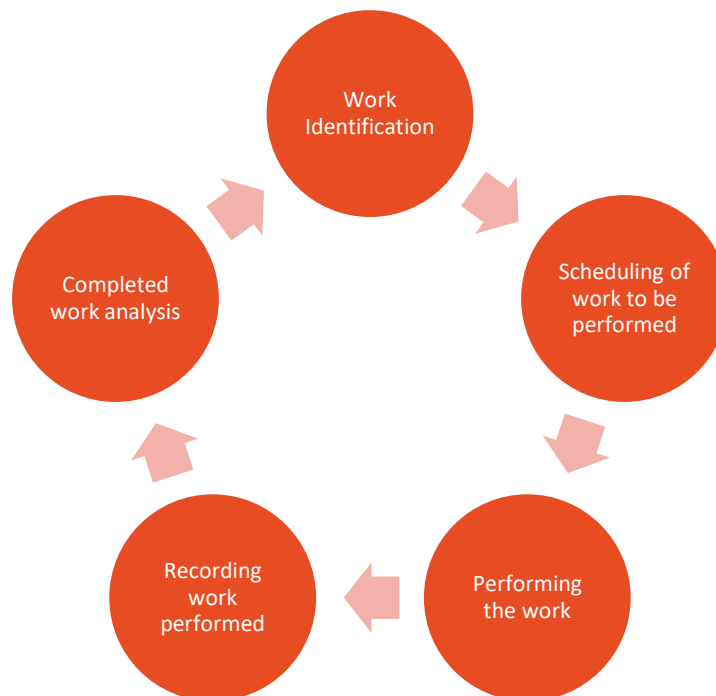 Work
Identification
Scheduling of
work to be
performed
Performing
the work
Recording
work
performed
Completed
work analysis